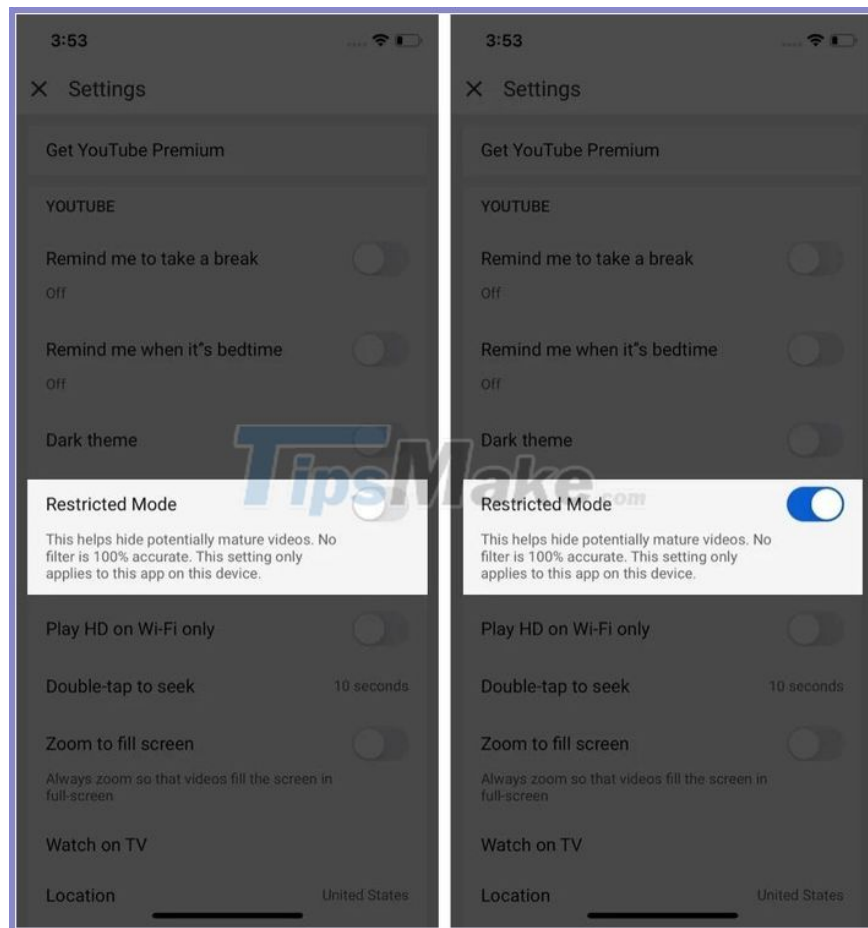 3:53
Settings
Get YouTube Premium
YOUTUBE
Remind me to take a break
Off
Remind me when it"s bedtime
Off
Dark theme
Restricted Mode
This helps hide potentially mature videos. No
filter is 100% accurate. This setting only
applies to this app on this device.
Play HD on Wi-Fi only
Double-tap to seek 10 seconds
Zoom to fill screen
Always zoom so that videos fill the screen in
full-screen
Watch on TV
Location United States
3:53
Settings
Get YouTube Premium
YOUTUBE
Remind me to take a break
Off
Remind me when it"s bedtime
Off
Dark theme
Restricted Mode
This helps hide potentially mature videos. No
filter is 100% accurate. This setting only
applies to this app on this device.
Play HD on Wi-Fi only
Double-tap to seek 10 seconds
Zoom to fill screen
Always zoom so that videos fill the screen in
full-screen
Watch on TV
Location United States
TipsMake.com